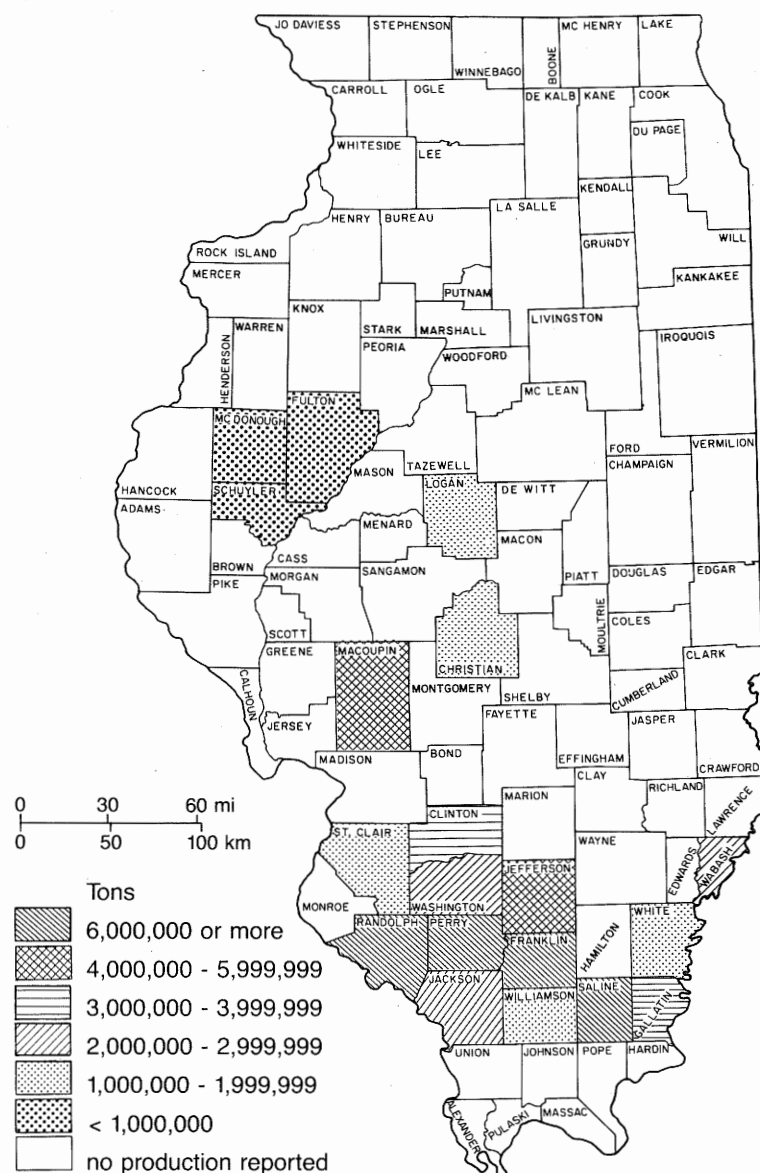 JO DAVIESS
STEPHENSON
WINNEBAGO
BOONE
MC HENRY
LAKE
CARROLL
OGLE
DE KALB
KANE
COOK
DU PAGE
WHITESIDE
LEE
KENDALL
LA SALLE
HENRY
BUREAU
GRUNDY
WILL
ROCK ISLAND
MERCER
PUTNAM
KANKAKEE
KNOX
HENDERSON
WARREN
STARK
MARSHALL
LIVINGSTON
PEORIA
WOODFORD
IROQUOIS
MC LEAN
FULTON
MC DONOUGH
TAZEWELL
FORD
VERMILION
MASON
LOGAN
CHAMPAIGN
HANCOCK
SCHUYLER
DE WITT
ADAMS
MENARD
MACON
BROWN
CASS
PIKE
MORGAN
SANGAMON
PIATT
DOUGLAS
EDGAR
MOULTRIE
COLES
SCOTT
GREENE
MACOUPIN
CHRISTIAN
CLARK
CALHOUN
MONTGOMERY
SHELBY
CUMBERLAND
JERSEY
FAYETTE
JASPER
MADISON
BOND
EFFINGHAM
CRAWFORD
CLAY
MARION
RICHLAND
LAWRENCE
CLINTON
ST. CLAIR
WAYNE
EDWARDS
WABASH
JEFFERSON
MONROE
WASHINGTON
RANDOLPH
PERRY
HAMILTON
WHITE
FRANKLIN
JACKSON
WILLIAMSON
SALINE
GALLATIN
UNION
JOHNSON
POPE
HARDIN
ALEXANDER
PULASKI
MASSAC
0 60 mi
0 50 100 km
Tons
6,000,000 or more
4,000,000 - 5,999,999
3,000,000 - 3,999,999
2,000,000 - 2,999,999
1,000,000 - 1,999,999
< 1,000,000
no production reported